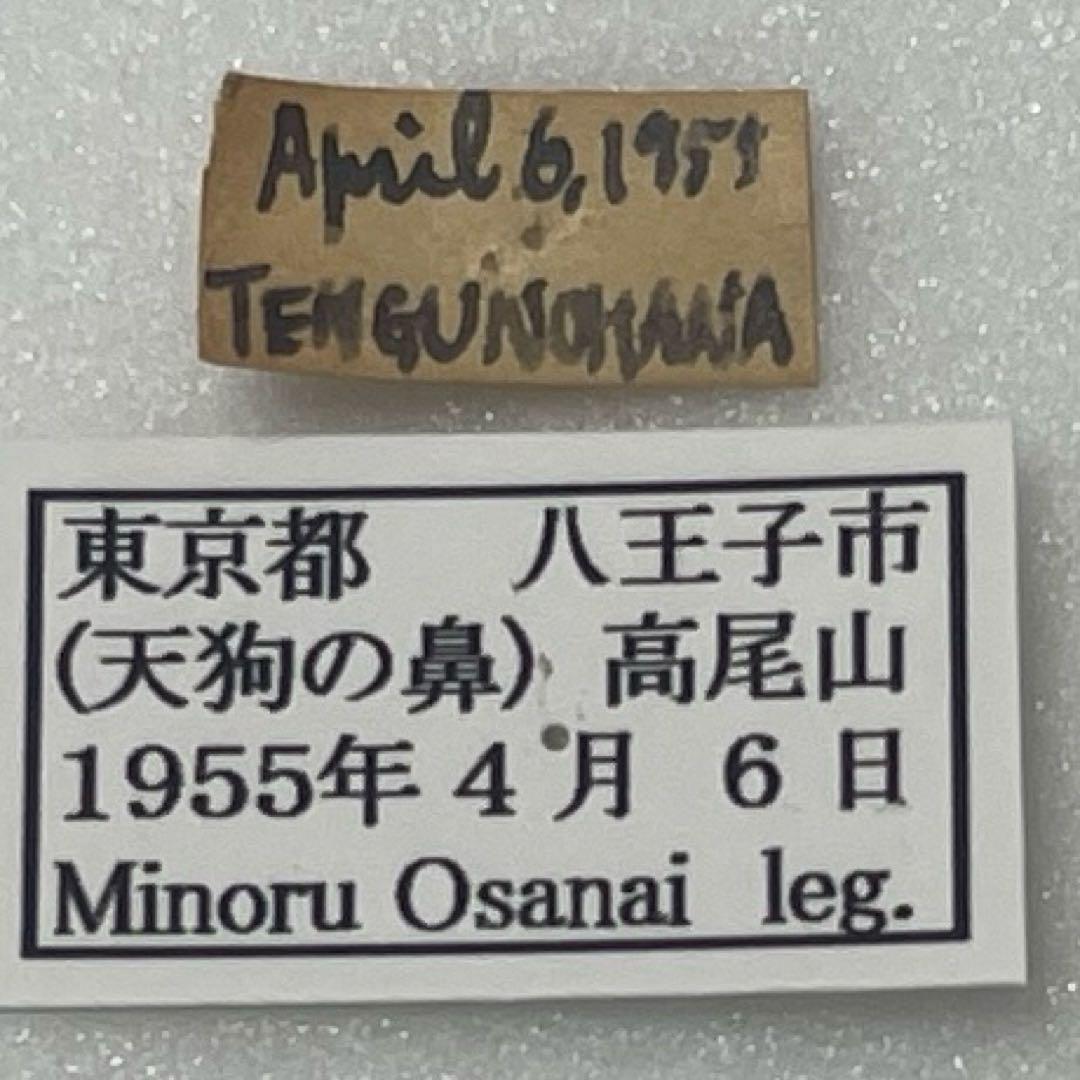 April 6, 1955
TENGUNOHANA
東京都 八王子市
(天狗の鼻) 高尾山
1955年 4 月 6 日
Minoru Osanai leg.